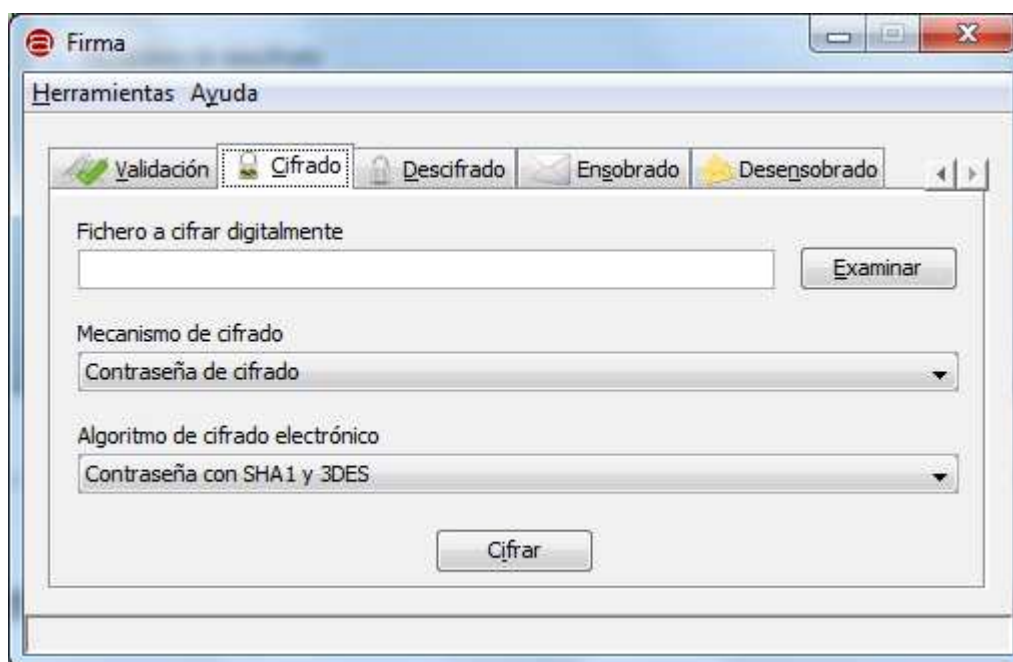 Firma
Herramientas Ayuda
Validación Cifrado Descifrado Ensobrado Desensobrado
Fichero a cifrar digitalmente
Examinar
Mecanismo de cifrado
Contraseña de cifrado
Algoritmo de cifrado electrónico
Contraseña con SHA1 y 3DES
Cifrar